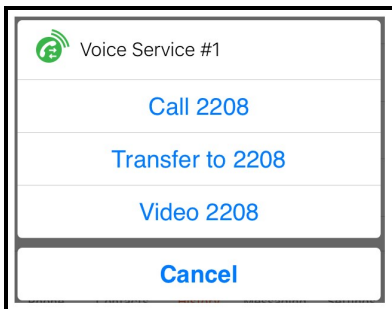 Voice Service #1
Call 2208
Transfer to 2208
Video 2208
Cancel